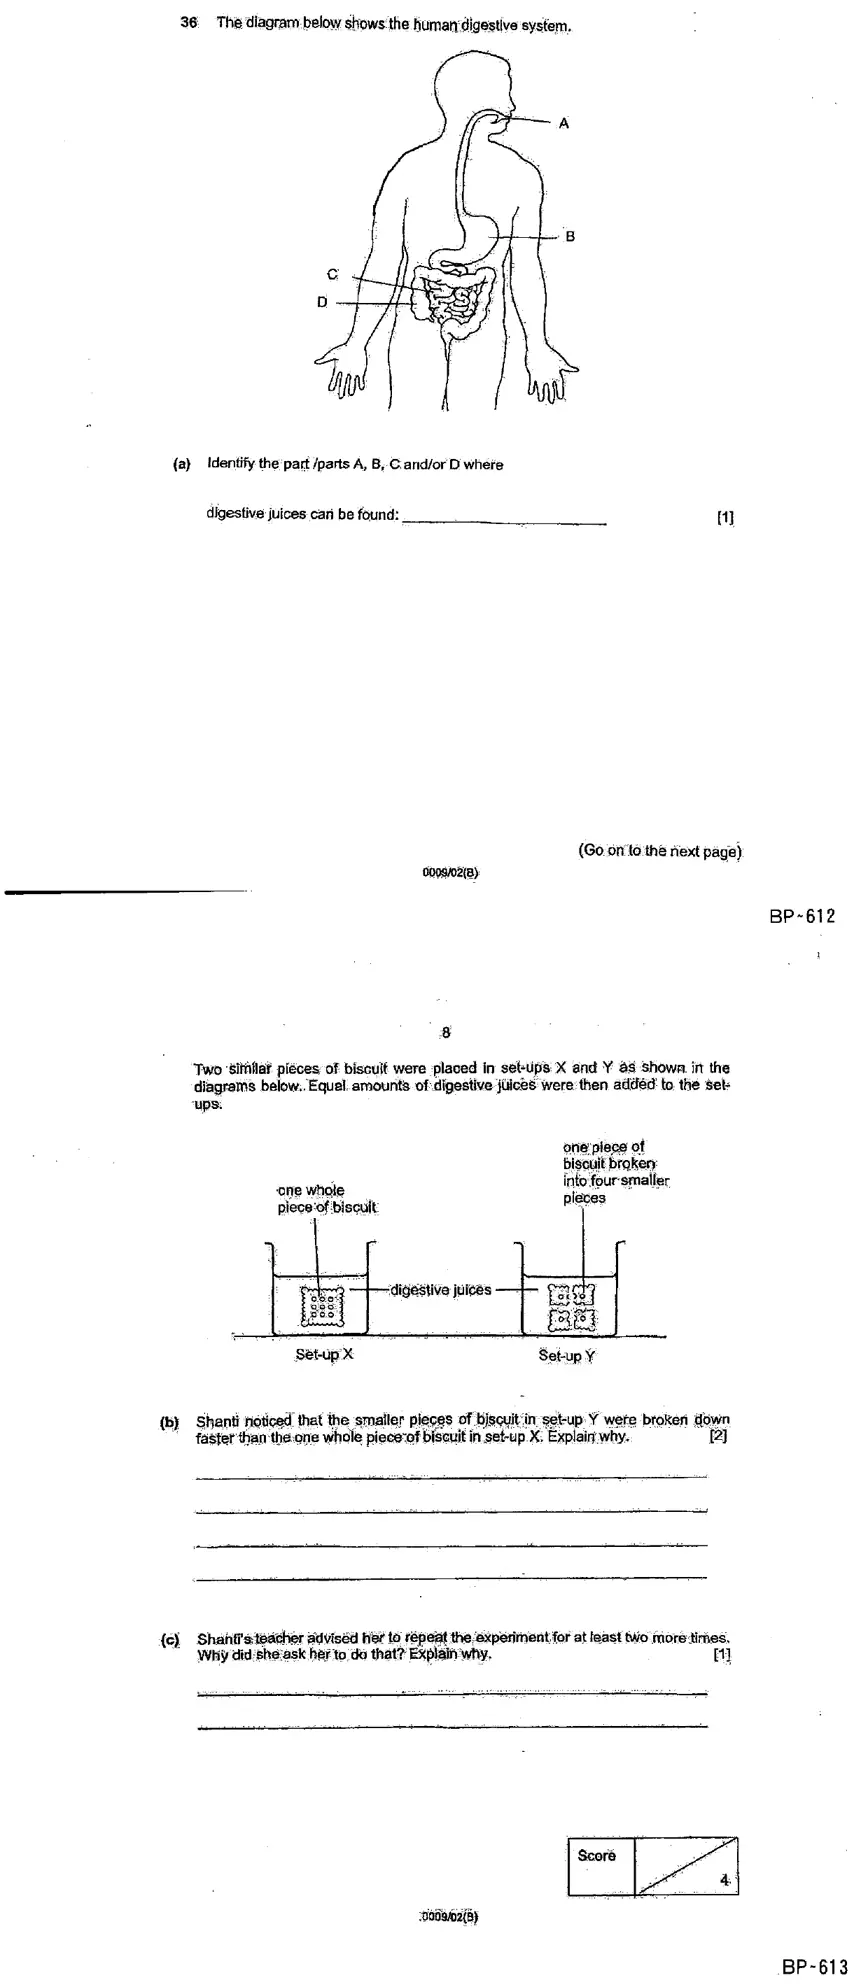 36 The diagram below shows the human digestive system.
A
B
C
D
(a) Identify the part /parts A, B, C and/or D where
digestive juices can be found: [1]
(Go on to the next page)
0009/02(B)
BP-612
8
Two similar pieces of biscuit were placed in set-ups X and Y as shown in the
diagrams below. Equal amounts of digestive juices were then added to the set-
ups.
one whole
piece of biscuit
one piece of
biscuit broken
into four smaller
pieces
digestive juices
Set-up X
Set-up Y
(b) Shanti noticed that the smaller pieces of biscuit in set-up Y were broken down
faster than the one whole piece of biscuit in set-up X. Explain why. [2]
(c) Shanti's teacher advised her to repeat the experiment for at least two more times.
Why did she ask her to do that? Explain why. [1]
Score
4
0009/02(B)
BP-613